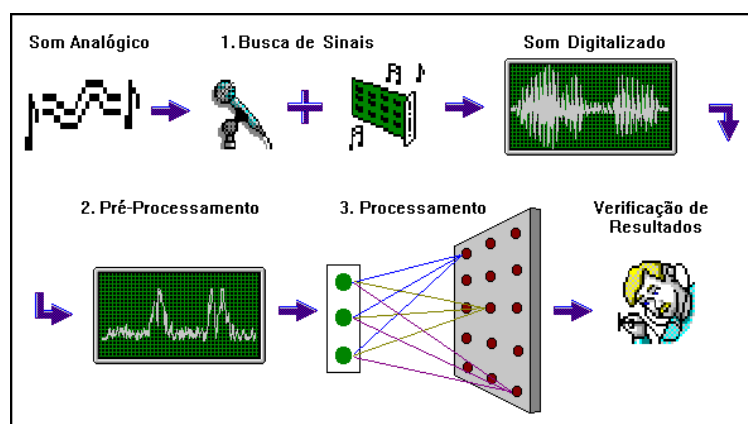 Som Analógico
1. Busca de Sinais
Som Digitalizado
2. Pré-Processamento
3. Processamento
Verificação de
Resultados